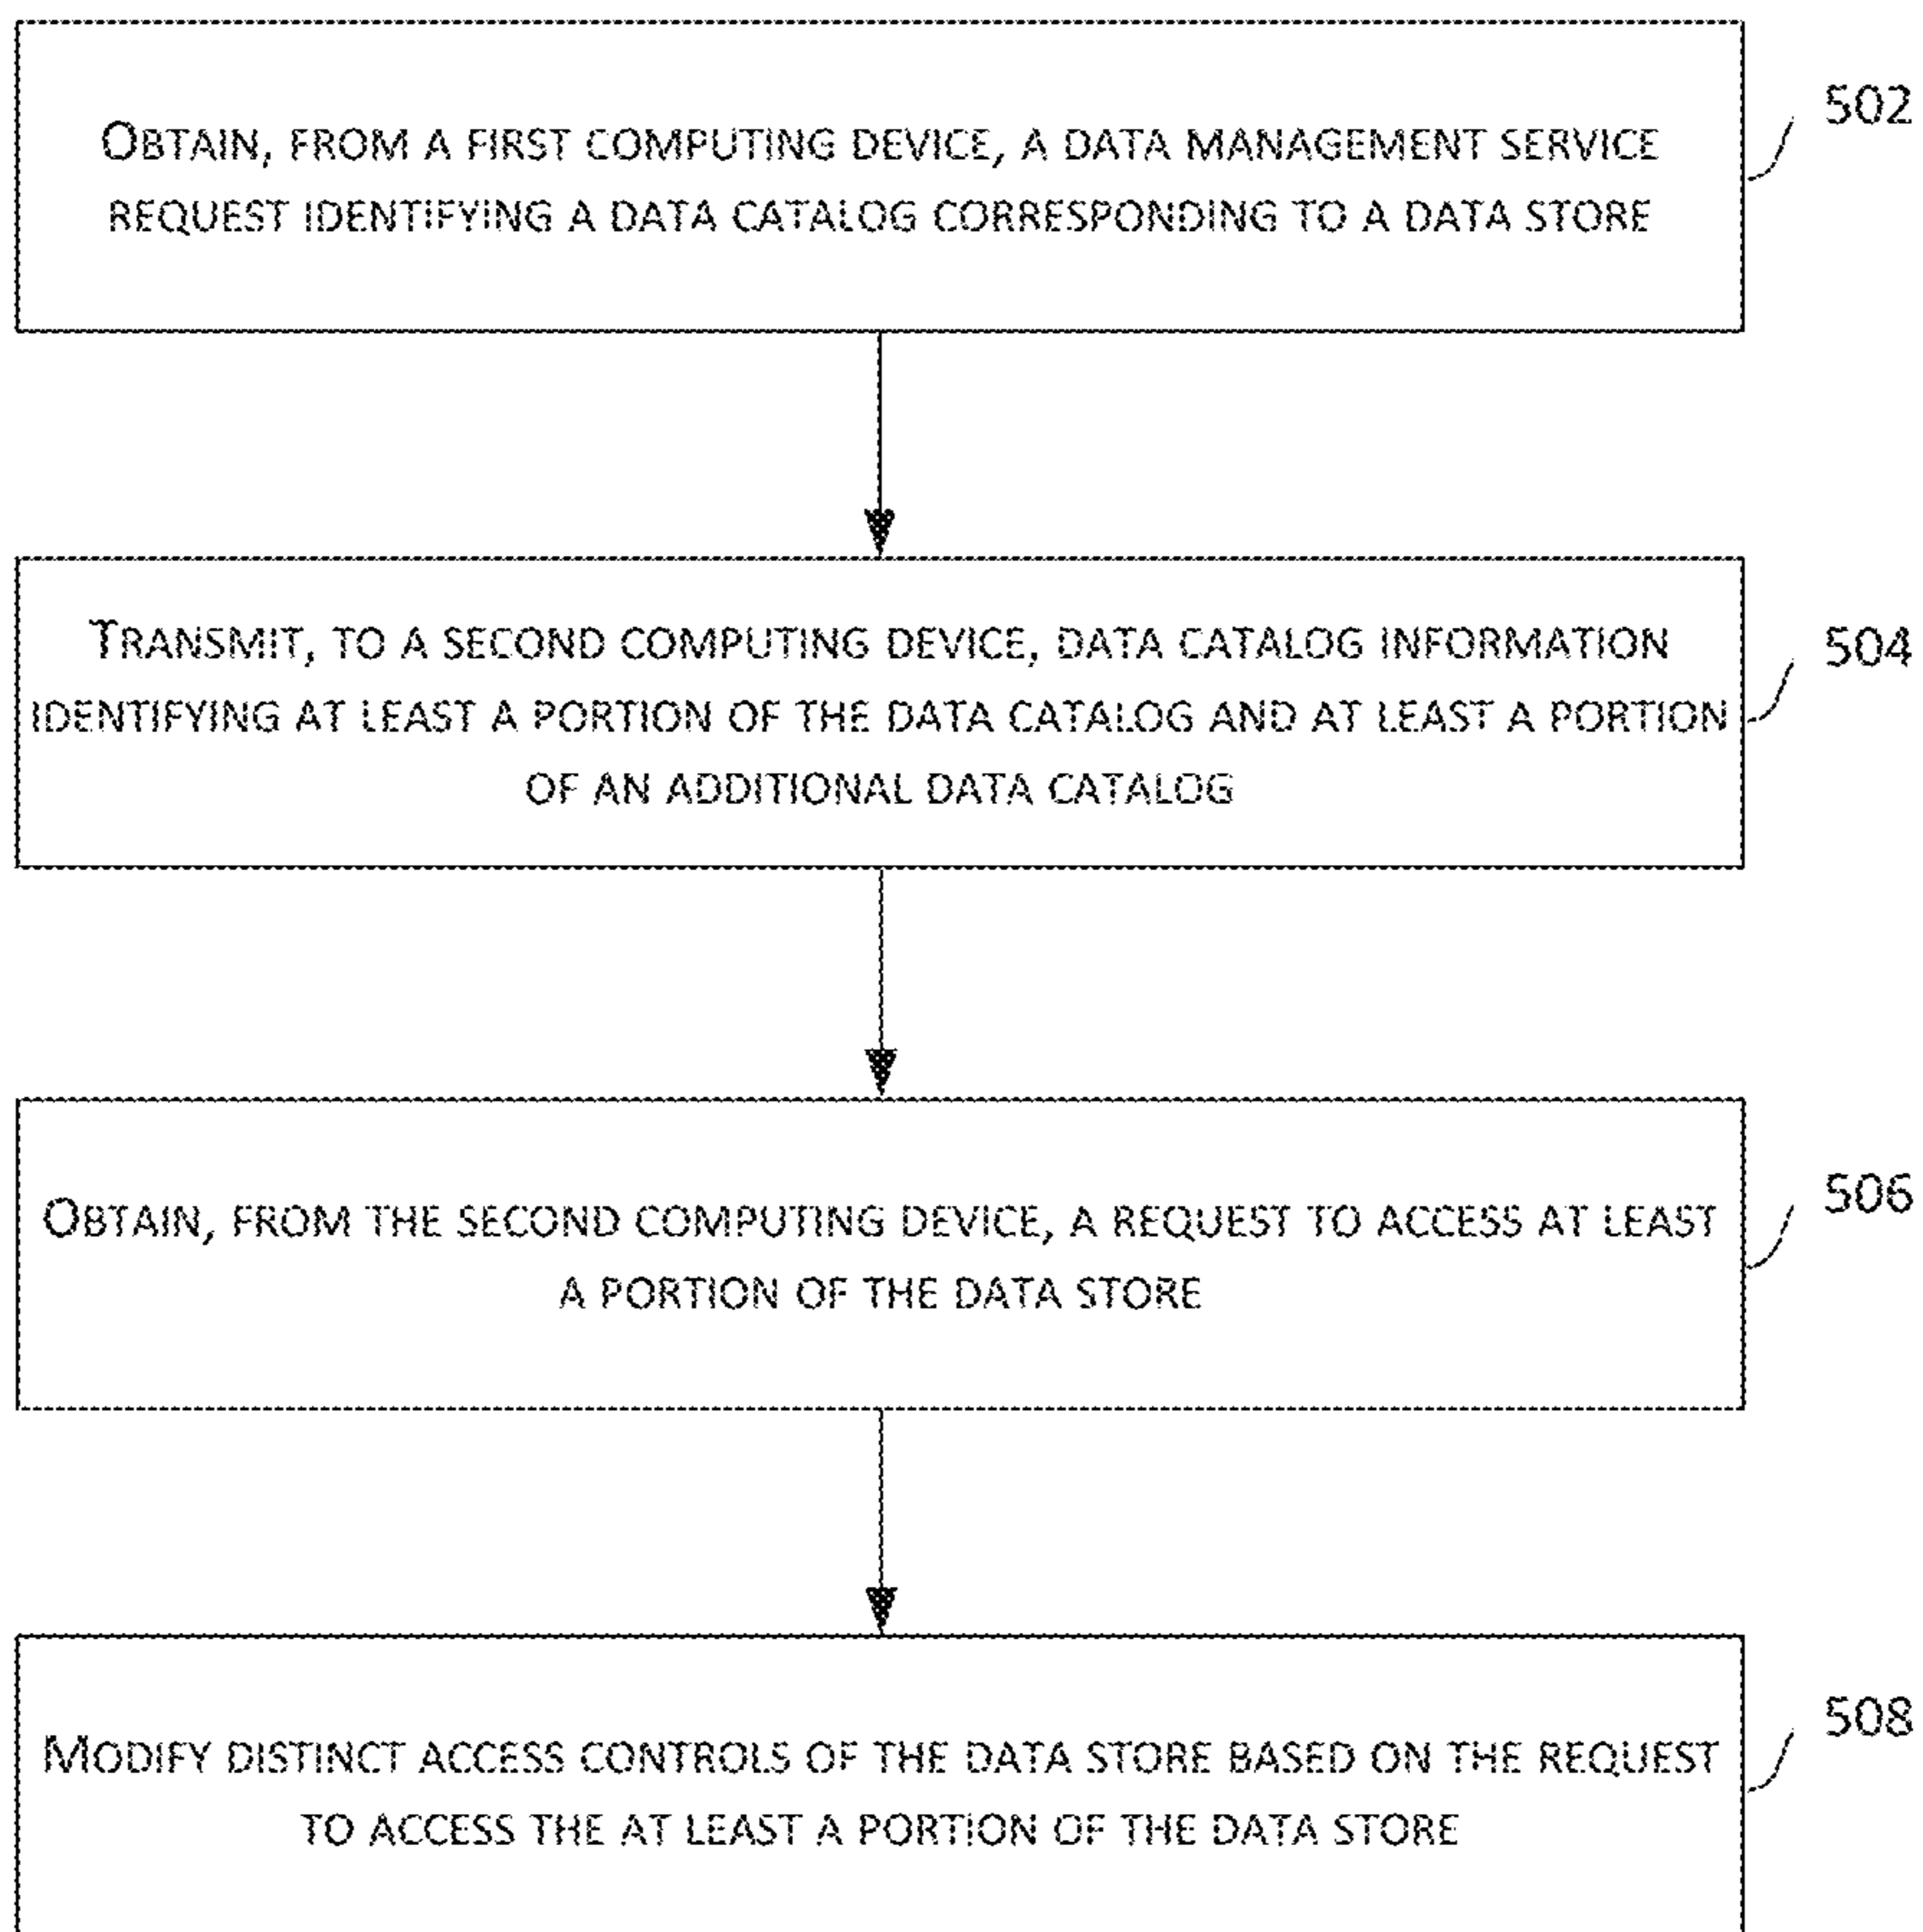 OBTAIN, FROM A FIRST COMPUTING DEVICE, A DATA MANAGEMENT SERVICE
REQUEST IDENTIFYING A DATA CATALOG CORRESPONDING TO A DATA STORE
502
TRANSMIT, TO A SECOND COMPUTING DEVICE, DATA CATALOG INFORMATION
IDENTIFYING AT LEAST A PORTION OF THE DATA CATALOG AND AT LEAST A PORTION
OF AN ADDITIONAL DATA CATALOG
504
OBTAIN, FROM THE SECOND COMPUTING DEVICE, A REQUEST TO ACCESS AT LEAST
A PORTION OF THE DATA STORE
506
MODIFY DISTINCT ACCESS CONTROLS OF THE DATA STORE BASED ON THE REQUEST
TO ACCESS THE AT LEAST A PORTION OF THE DATA STORE
508